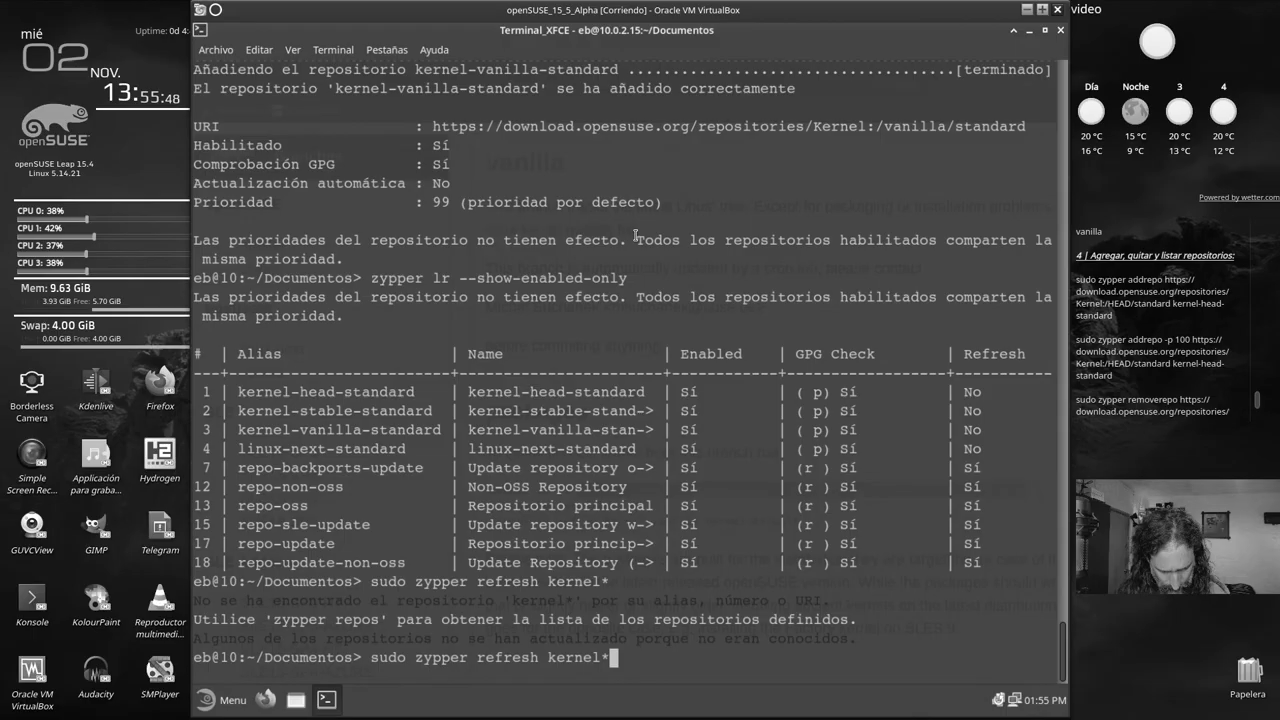 openSUSE_15_5_Alpha [Corriendo] - Oracle VM VirtualBox
Terminal_XFCE - eb@10.0.2.15:~/Documentos
Archivo Editar Ver Terminal Pestañas Ayuda
Añadiendo el repositorio kernel-vanilla-standard ....................................[terminado]
El repositorio 'kernel-vanilla-standard' se ha añadido correctamente
URI : https://download.opensuse.org/repositories/Kernel:/vanilla/standard
Habilitado : Sí
Comprobación GPG : Sí
Actualización automática : No
Prioridad : 99 (prioridad por defecto)
Las prioridades del repositorio no tienen efecto. Todos los repositorios habilitados comparten la
misma prioridad.
eb@10:~/Documentos> zypper lr --show-enabled-only
Las prioridades del repositorio no tienen efecto. Todos los repositorios habilitados comparten la
misma prioridad.
# | Alias | Name | Enabled | GPG Check | Refresh
---+-------------------------+-----------------------+------------+------------------+-----------
1 | kernel-head-standard | kernel-head-standard | Sí | ( p) Sí | No
2 | kernel-stable-standard | kernel-stable-stand-> | Sí | ( p) Sí | No
3 | kernel-vanilla-standard | kernel-vanilla-stan-> | Sí | ( p) Sí | No
4 | linux-next-standard | linux-next-standard | Sí | ( p) Sí | No
7 | repo-backports-update | Update repository o-> | Sí | (r ) Sí | Sí
12 | repo-non-oss | Non-OSS Repository | Sí | (r ) Sí | Sí
13 | repo-oss | Repositorio principal | Sí | (r ) Sí | Sí
15 | repo-sle-update | Update repository w-> | Sí | (r ) Sí | Sí
17 | repo-update | Repositorio princip-> | Sí | (r ) Sí | Sí
18 | repo-update-non-oss | Update Repository (-> | Sí | (r ) Sí | Sí
eb@10:~/Documentos> sudo zypper refresh kernel*
No se ha encontrado el repositorio 'kernel*' por su alias, número o URI.
Utilice 'zypper repos' para obtener la lista de los repositorios definidos.
Algunos de los repositorios no se han actualizado porque no eran conocidos.
eb@10:~/Documentos> sudo zypper refresh kernel*
Menu
01:55 PM
mié
02
NOV.
13:55:48
Uptime: 0d 4:
openSUSE
openSUSE Leap 15.4
Linux 5.14.21
CPU 0: 38%
CPU 1: 42%
CPU 2: 37%
CPU 3: 38%
Mem: 9.63 GiB
3.93 GiB Free: 5.70 GiB
Swap: 4.00 GiB
0.00 GiB Free: 4.00 GiB
Borderless
Camera
Kdenlive
Firefox
Simple
Screen Rec...
Aplicación
para graba...
Hydrogen
GUVCView
GIMP
Telegram
Konsole
KolourPaint
Reproductor
multimedi...
Oracle VM
VirtualBox
Audacity
SMPlayer
video
Día Noche 3 4
20 °C 15 °C 20 °C 20 °C
16 °C 9 °C 13 °C 12 °C
Powered by wetter.com
vanilla
4 | Agregar, quitar y listar repositorios:
sudo zypper addrepo https://
download.opensuse.org/repositories/
Kernel:/HEAD/standard kernel-head-
standard
sudo zypper addrepo -p 100 https://
download.opensuse.org/repositories/
Kernel:/HEAD/standard kernel-head-
standard
sudo zypper removerepo https://
download.opensuse.org/repositories/
Papelera
vanilla